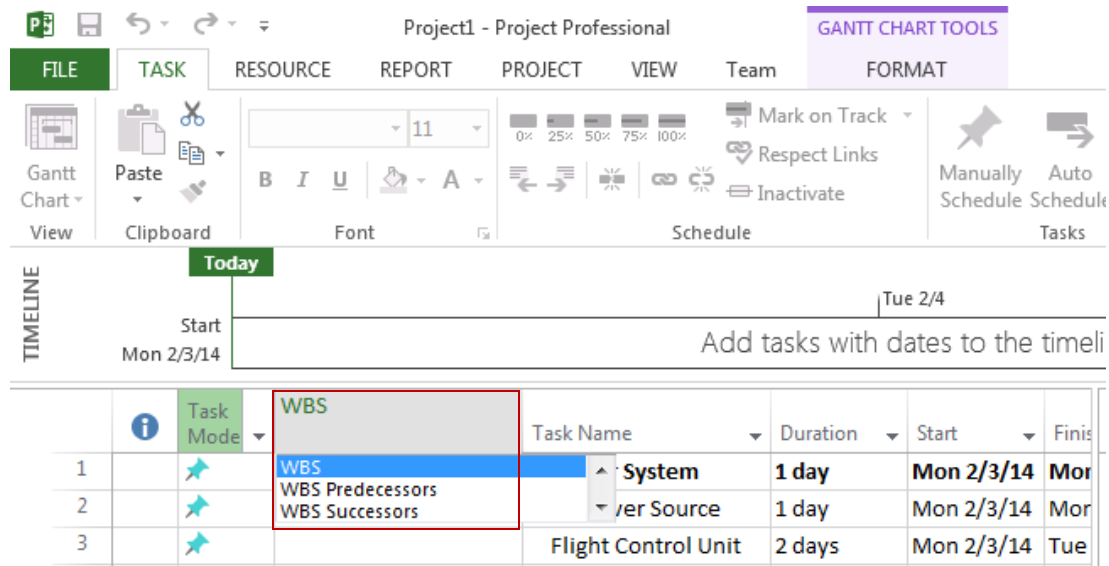 Project1 - Project Professional
GANTT CHART TOOLS
FILE TASK RESOURCE REPORT PROJECT VIEW Team FORMAT
Gantt Chart
View
Paste
Clipboard
11
B I U A
Font
0% 25% 50% 75% 100%
Mark on Track
Respect Links
Inactivate
Schedule
Manually Schedule
Auto Schedule
Tasks
TIMELINE
Today
Start
Mon 2/3/14
Tue 2/4
Add tasks with dates to the timeli
Task Mode WBS Task Name Duration Start Finis
WBS
WBS Predecessors
WBS Successors
1 System 1 day Mon 2/3/14 Mon
2 Source 1 day Mon 2/3/14 Mon
3 Flight Control Unit 2 days Mon 2/3/14 Tue